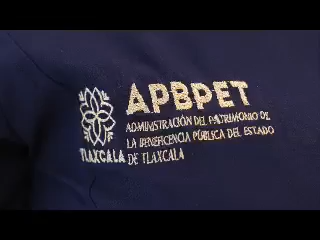 APBPET
ADMINISTRACIÓN DEL PATRIMONIO DE
LA BENEFICENCIA PÚBLICA DEL ESTADO
DE TLAXCALA
TLAXCALA